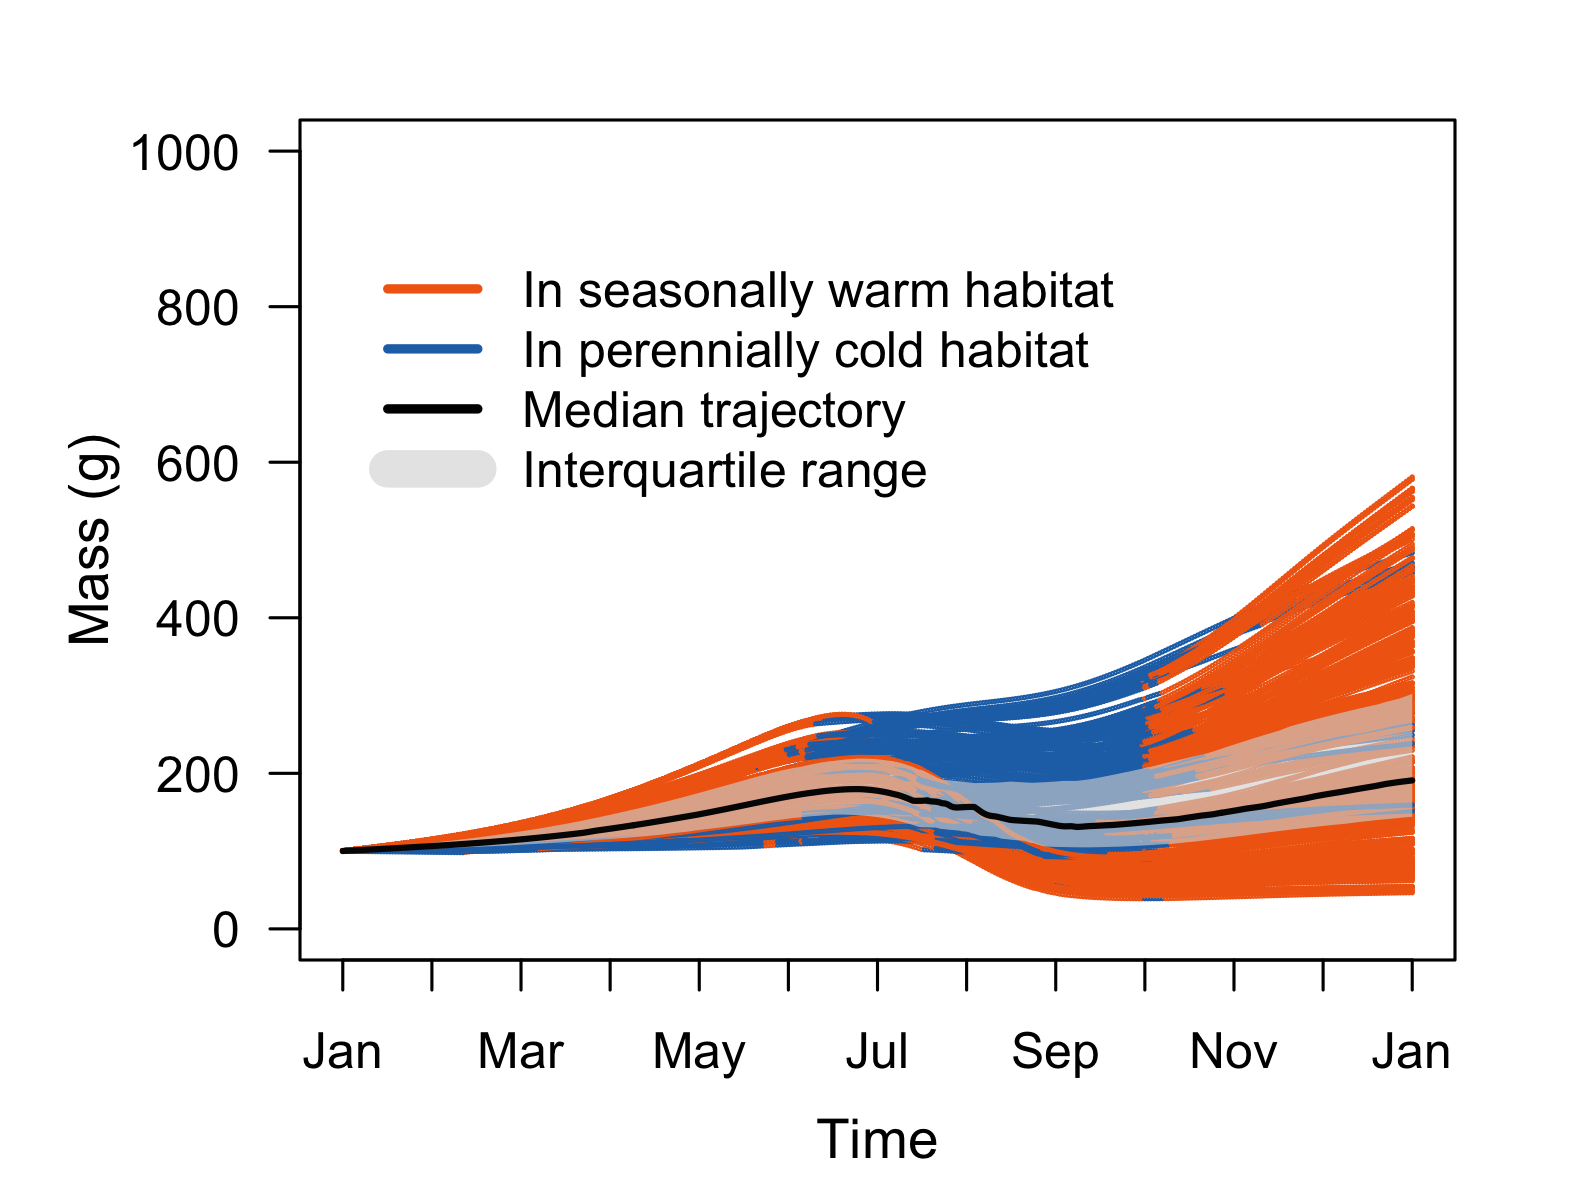 1000
800
600
400
200
0
Mass (g)
In seasonally warm habitat
In perennially cold habitat
Median trajectory
Interquartile range
Jan Mar May Jul Sep Nov Jan
Time